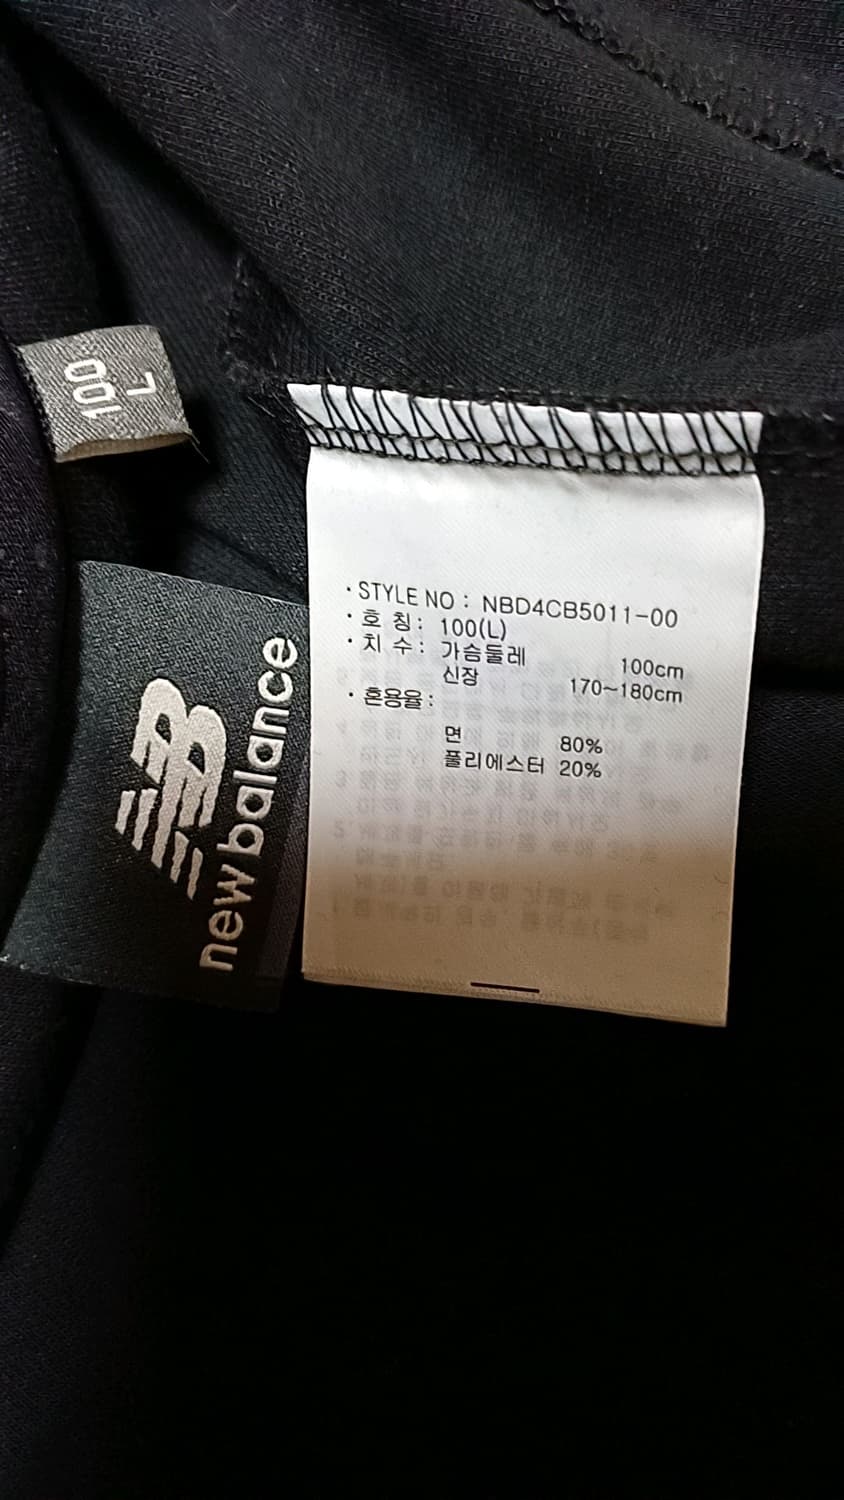 100
L
new balance
· STYLE NO : NBD4CB5011-00
· 호 칭 : 100(L)
· 치 수 : 가슴둘레 100cm
신장 170~180cm
· 혼용율 :
면 80%
폴리에스터 20%